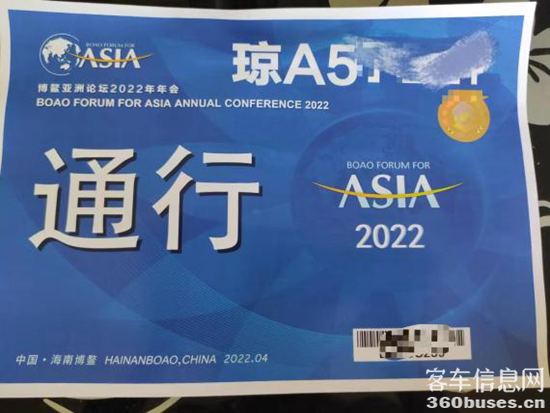 BOAO FORUM FOR
ASIA
琼A5
博鳌亚洲论坛2022年年会
BOAO FORUM FOR ASIA ANNUAL CONFERENCE 2022
通行
BOAO FORUM FOR
ASIA
2022
中国·海南博鳌 HAINANBOAO,CHINA 2022.04
客车信息网
360buses.cn